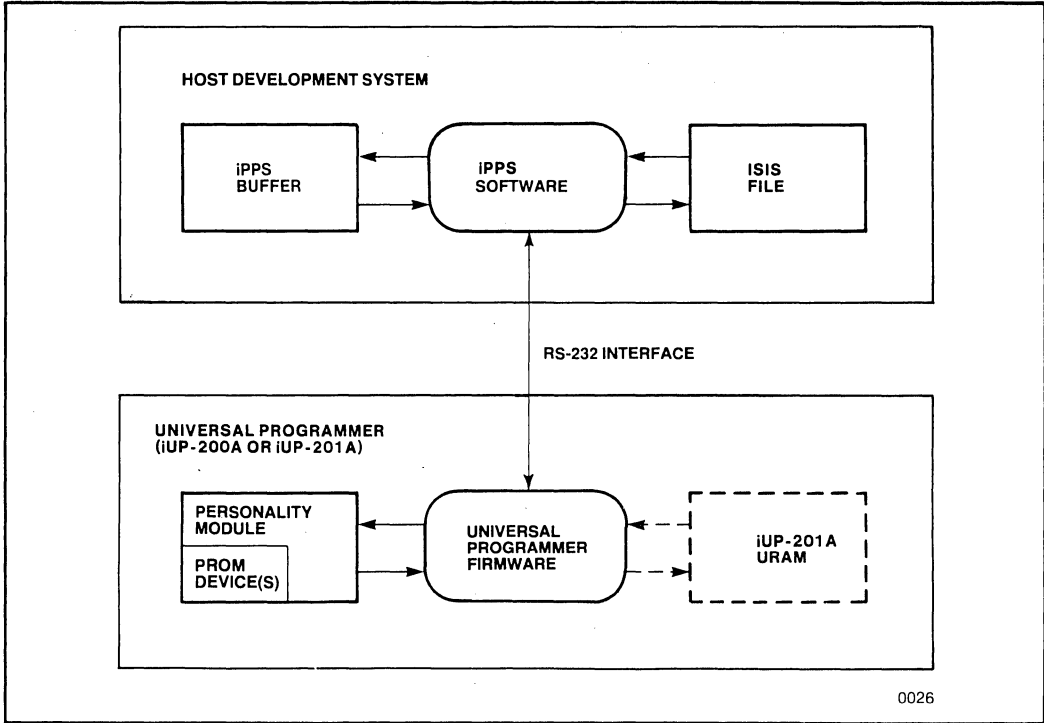 HOST DEVELOPMENT SYSTEM
iPPS
BUFFER
iPPS
SOFTWARE
ISIS
FILE
RS-232 INTERFACE
UNIVERSAL PROGRAMMER
(iUP-200A OR iUP-201A)
PERSONALITY
MODULE
PROM
DEVICE(S)
UNIVERSAL
PROGRAMMER
FIRMWARE
iUP-201A
URAM
0026